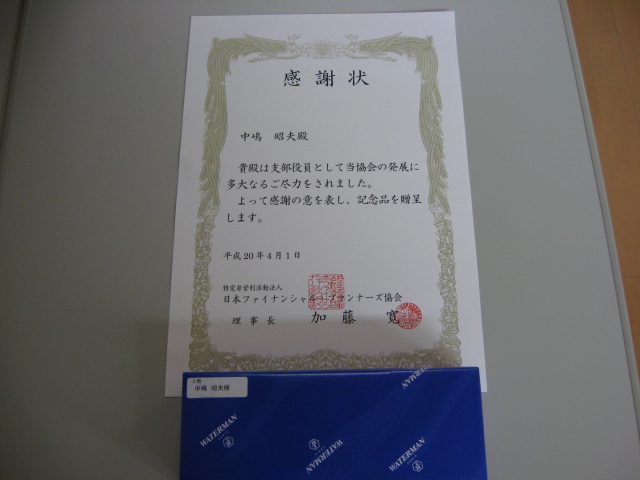 感謝状
中嶋 昭夫殿
貴殿は支部役員として当協会の発展に
多大なるご尽力をされました。
よって感謝の意を表し、記念品を贈呈
します。
平成20年4月1日
特定非営利活動法人
日本ファイナンシャル・プランナーズ協会
理事長 加藤 寛
中嶋 昭夫様
WATERMAN
WATERMAN
WATERMAN
WATERMAN